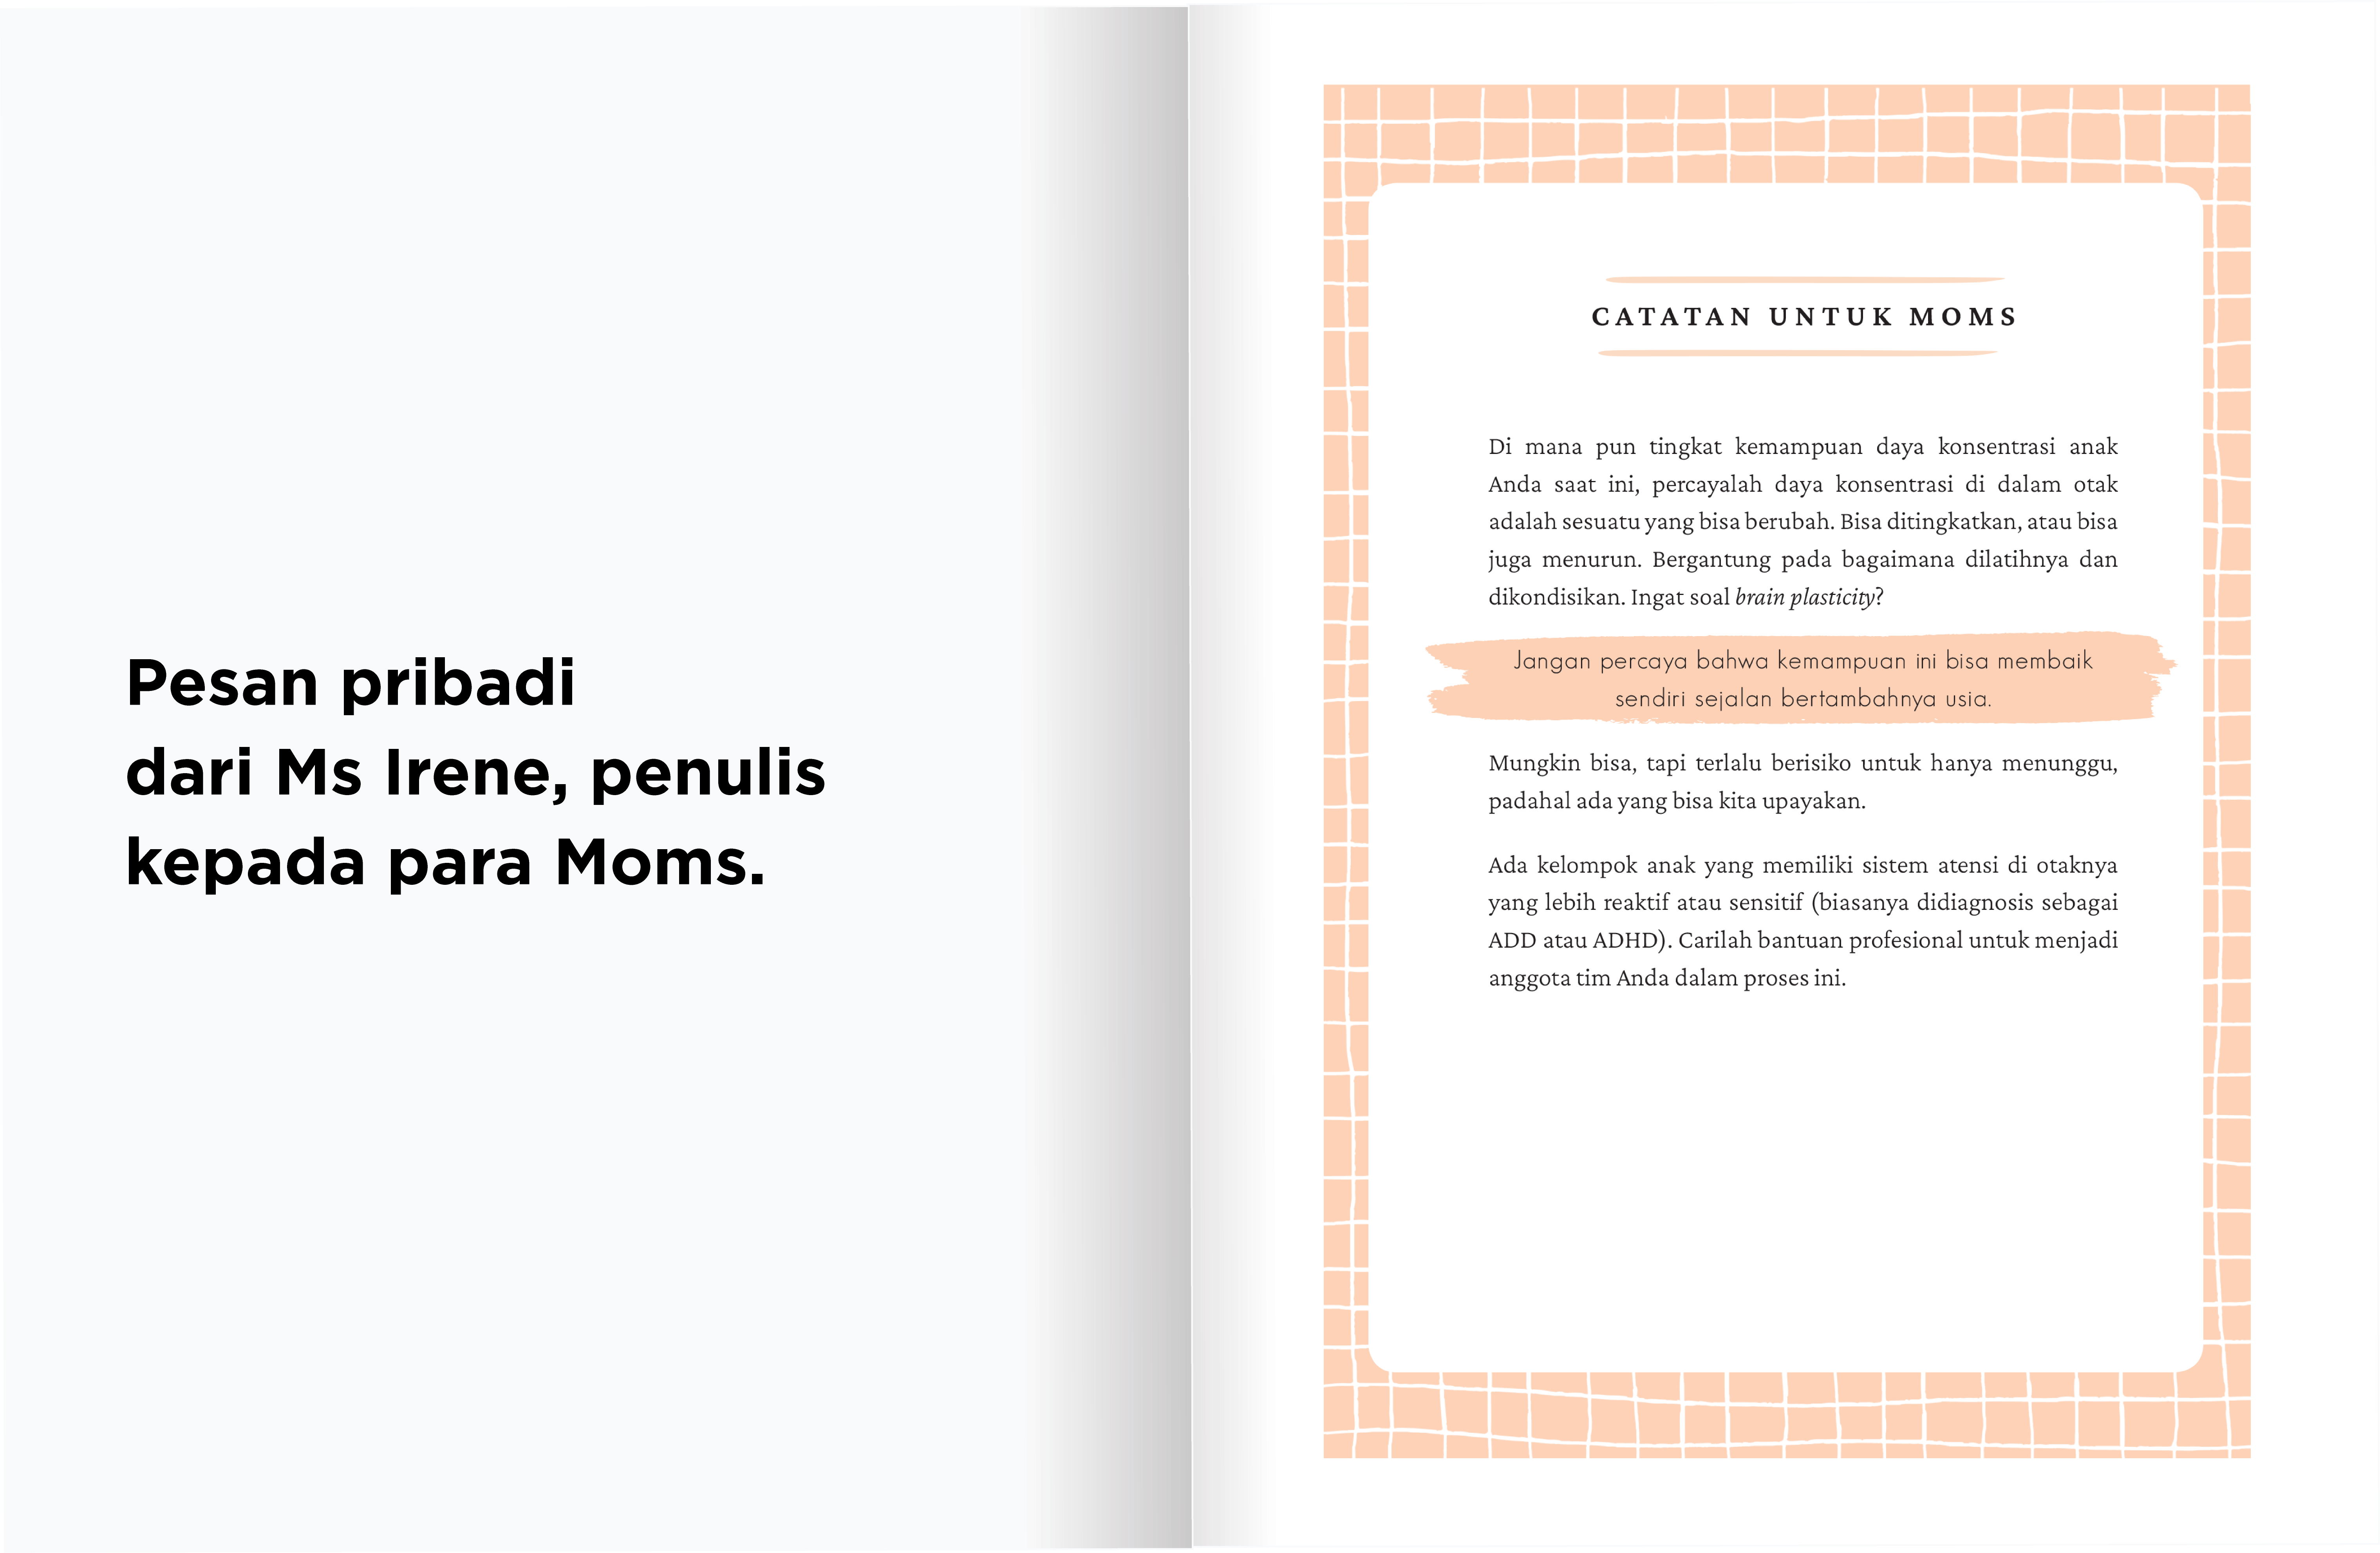 Pesan pribadi
dari Ms Irene, penulis
kepada para Moms.
CATATAN UNTUK MOMS
Di mana pun tingkat kemampuan daya konsentrasi anak
Anda saat ini, percayalah daya konsentrasi di dalam otak
adalah sesuatu yang bisa berubah. Bisa ditingkatkan, atau bisa
juga menurun. Bergantung pada bagaimana dilatihnya dan
dikondisikan. Ingat soal brain plasticity?
Jangan percaya bahwa kemampuan ini bisa membaik
sendiri sejalan bertambahnya usia.
Mungkin bisa, tapi terlalu berisiko untuk hanya menunggu,
padahal ada yang bisa kita upayakan.
Ada kelompok anak yang memiliki sistem atensi di otaknya
yang lebih reaktif atau sensitif (biasanya didiagnosis sebagai
ADD atau ADHD). Carilah bantuan profesional untuk menjadi
anggota tim Anda dalam proses ini.